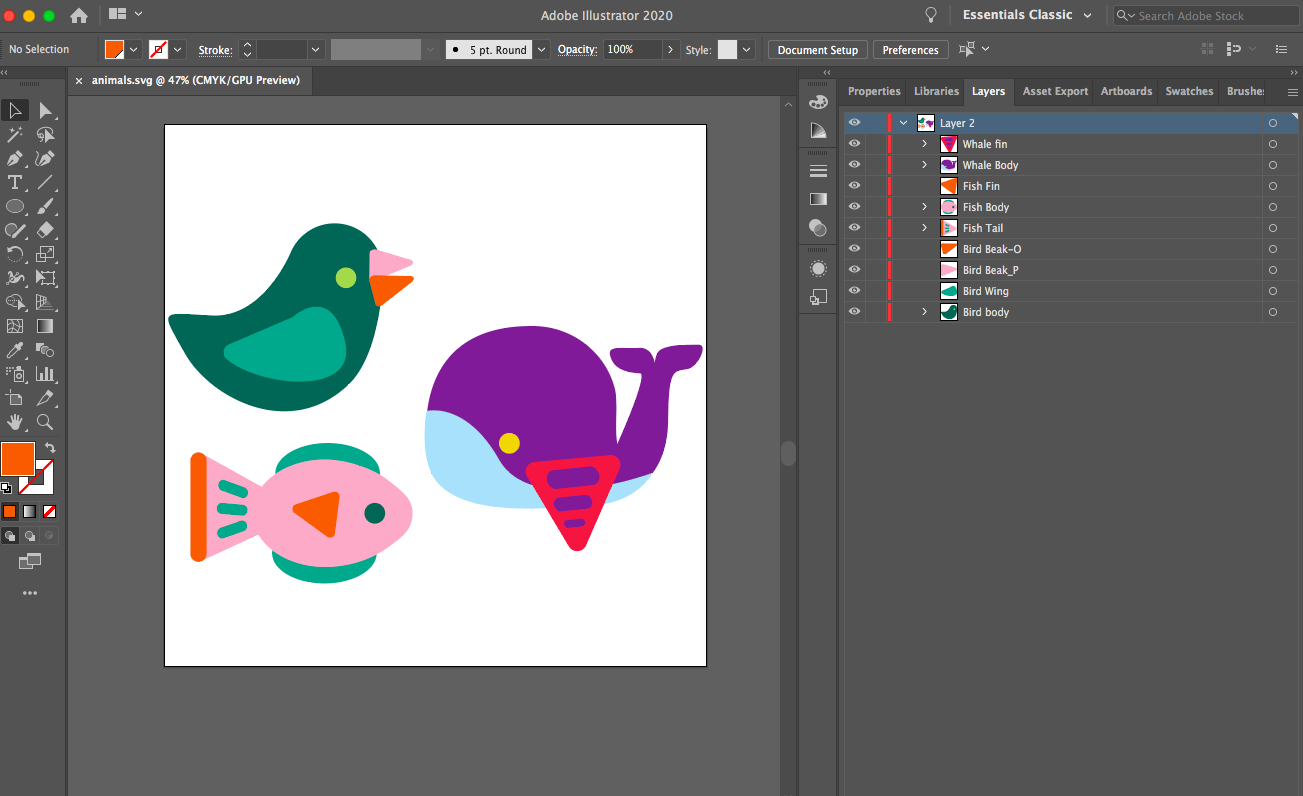 Adobe Illustrator 2020
Essentials Classic
Search Adobe Stock
No Selection
Stroke:
5 pt. Round
Opacity:
100%
Style:
Document Setup
Preferences
× animals.svg @ 47% (CMYK/GPU Preview)
Properties
Libraries
Layers
Asset Export
Artboards
Swatches
Brushes
Layer 2
Whale fin
Whale Body
Fish Fin
Fish Body
Fish Tail
Bird Beak-O
Bird Beak_P
Bird Wing
Bird body